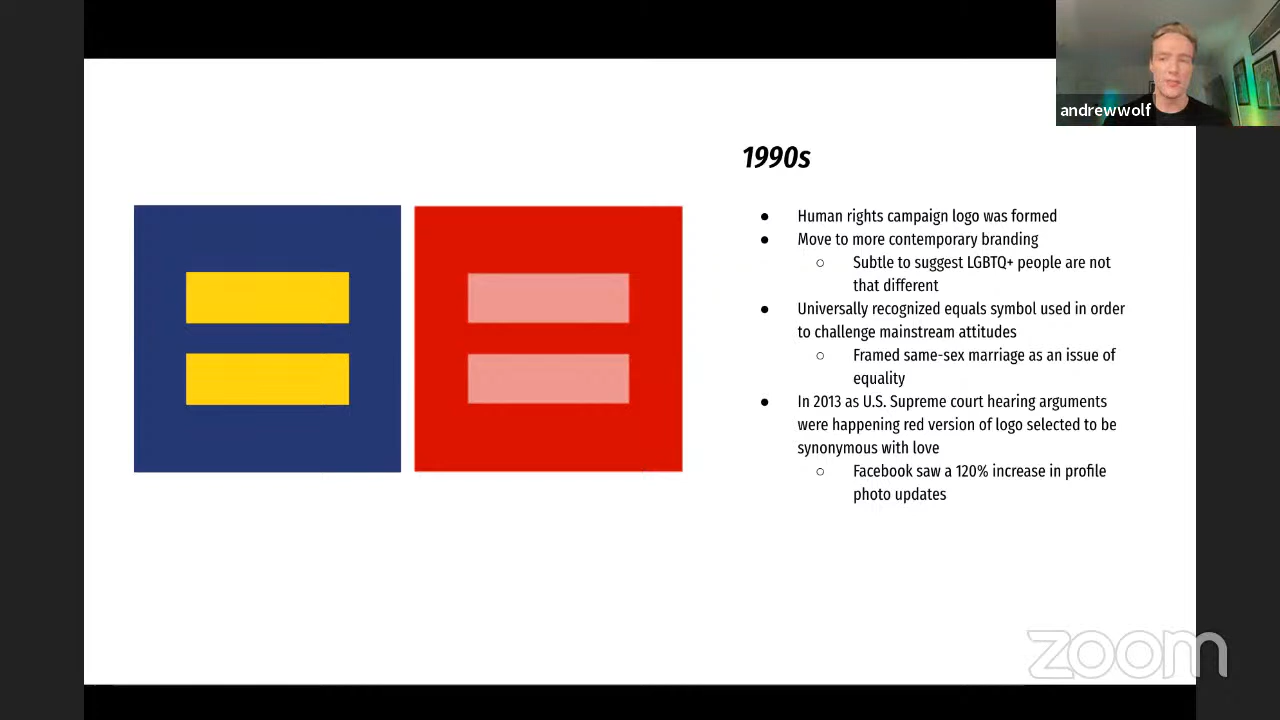 andrewwolf
1990s
● Human rights campaign logo was formed
● Move to more contemporary branding
○ Subtle to suggest LGBTQ+ people are not
that different
● Universally recognized equals symbol used in order
to challenge mainstream attitudes
○ Framed same-sex marriage as an issue of
equality
● In 2013 as U.S. Supreme court hearing arguments
were happening red version of logo selected to be
synonymous with love
○ Facebook saw a 120% increase in profile
photo updates
zoom